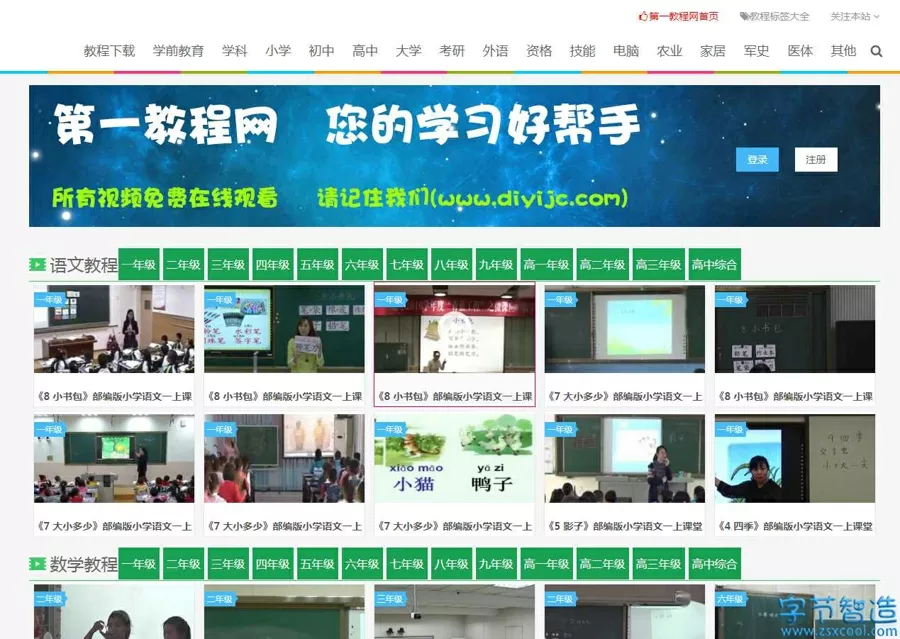 第一教程网首页 教程标签大全 关注本站
教程下载 学前教育 学科 小学 初中 高中 大学 考研 外语 资格 技能 电脑 农业 家居 军史 医体 其他
第一教程网 您的学习好帮手
登录 注册
所有视频免费在线观看 请记住我们(www.diyijc.com)
语文教程 一年级 二年级 三年级 四年级 五年级 六年级 七年级 八年级 九年级 高一年级 高二年级 高三年级 高中综合
一年级 一年级 一年级 一年级 一年级
水彩笔
签字笔
小书包
《8 小书包》部编版小学语文一上课 《8 小书包》部编版小学语文一上课 《8 小书包》部编版小学语文一上课 《7 大小多少》部编版小学语文一上 《8 小书包》部编版小学语文一上课
一年级 一年级 一年级 一年级 一年级
xiǎo māo yā zi
小猫 鸭子
《7 大小多少》部编版小学语文一上 《7 大小多少》部编版小学语文一上 《7 大小多少》部编版小学语文一上 《5 影子》部编版小学语文一上课堂 《4 四季》部编版小学语文一上课堂
数学教程 一年级 二年级 三年级 四年级 五年级 六年级 七年级 八年级 九年级 高一年级 高二年级 高三年级 高中综合
二年级 二年级 三年级 二年级 六年级
字节智造
www.zsxcool.com